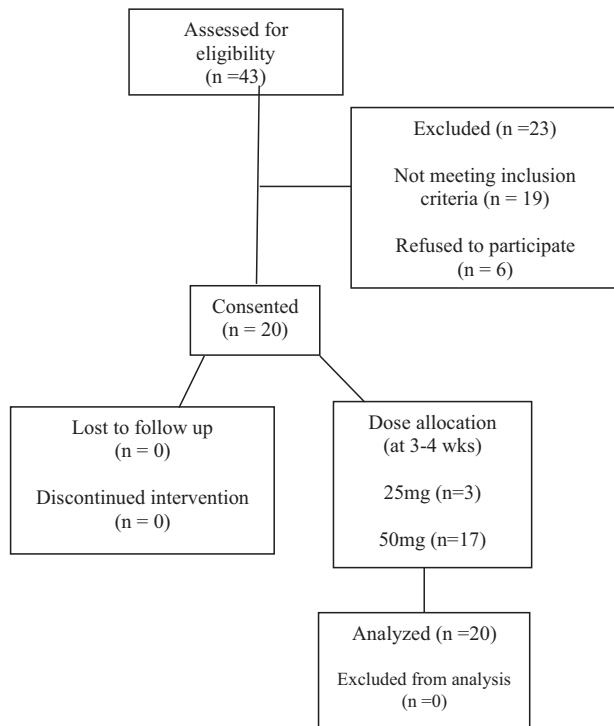 Assessed for
eligibility
(n =43)
Excluded (n =23)
Not meeting inclusion
criteria (n = 19)
Refused to participate
(n = 6)
Consented
(n = 20)
Lost to follow up
(n = 0)
Discontinued intervention
(n = 0)
Dose allocation
(at 3-4 wks)
25mg (n=3)
50mg (n=17)
Analyzed (n =20)
Excluded from analysis
(n =0)